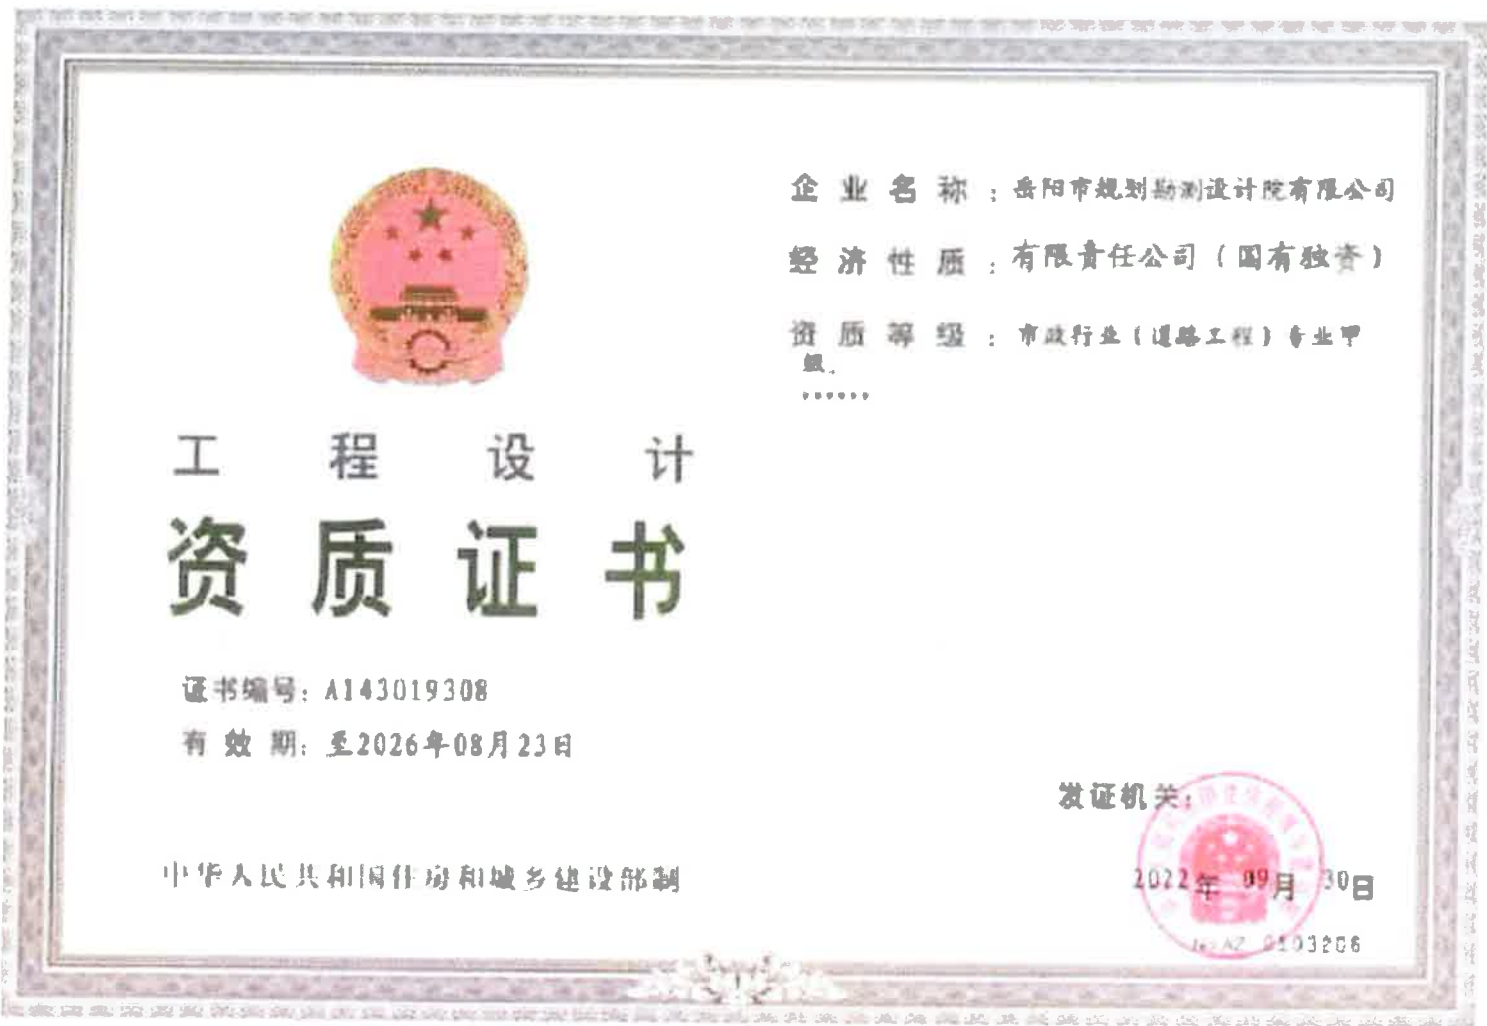 工程设计
资质证书
证书编号：A143019308
有效期：至2026年08月23日
中华人民共和国住房和城乡建设部制
企业名称：岳阳市规划勘测设计院有限公司
经济性质：有限责任公司（国有独资）
资质等级：市政行业（道路工程）专业甲
级。
******
发证机关：
2022年 09月 30日
No.AZ 0103206